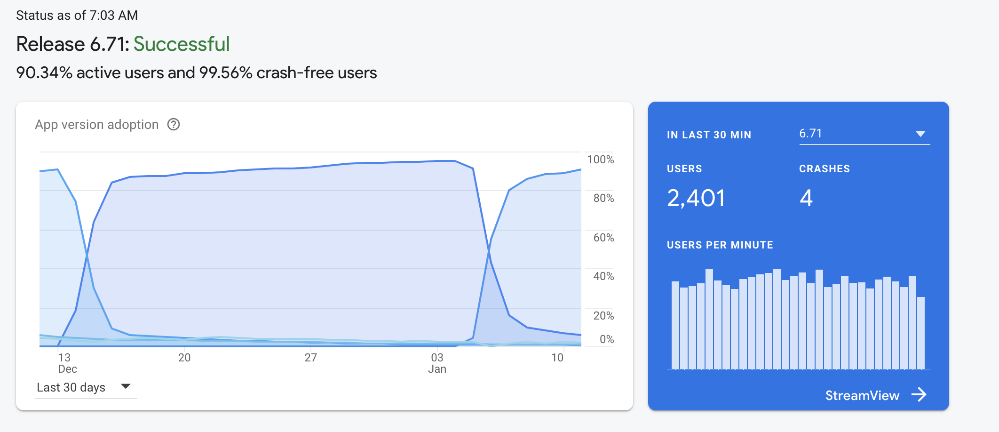 Status as of 7:03 AM
Release 6.71: Successful
90.34% active users and 99.56% crash-free users
App version adoption
100%
80%
60%
40%
20%
0%
13 20 27 03 10
Dec Jan
Last 30 days
IN LAST 30 MIN 6.71
USERS CRASHES
2,401 4
USERS PER MINUTE
StreamView